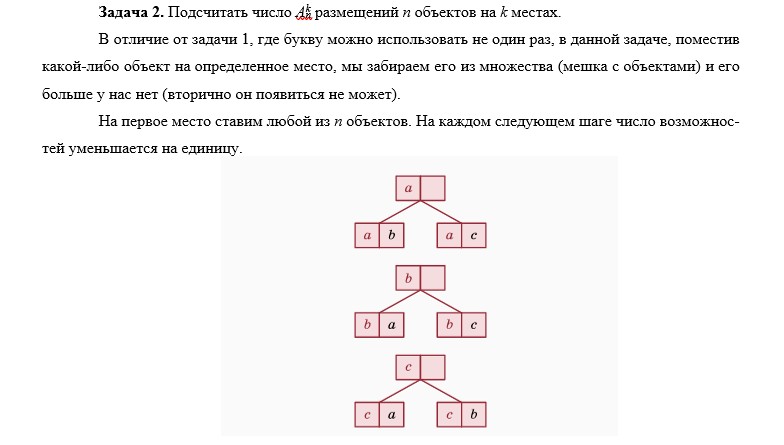 Задача 2. Подсчитать число Aₙᵏ размещений n объектов на k местах.
В отличие от задачи 1, где букву можно использовать не один раз, в данной задаче, поместив
какой-либо объект на определенное место, мы забираем его из множества (мешка с объектами) и его
больше у нас нет (вторично он появиться не может).
На первое место ставим любой из n объектов. На каждом следующем шаге число возможнос-
тей уменьшается на единицу.
a
a b a c
b
b a b c
c
c a c b